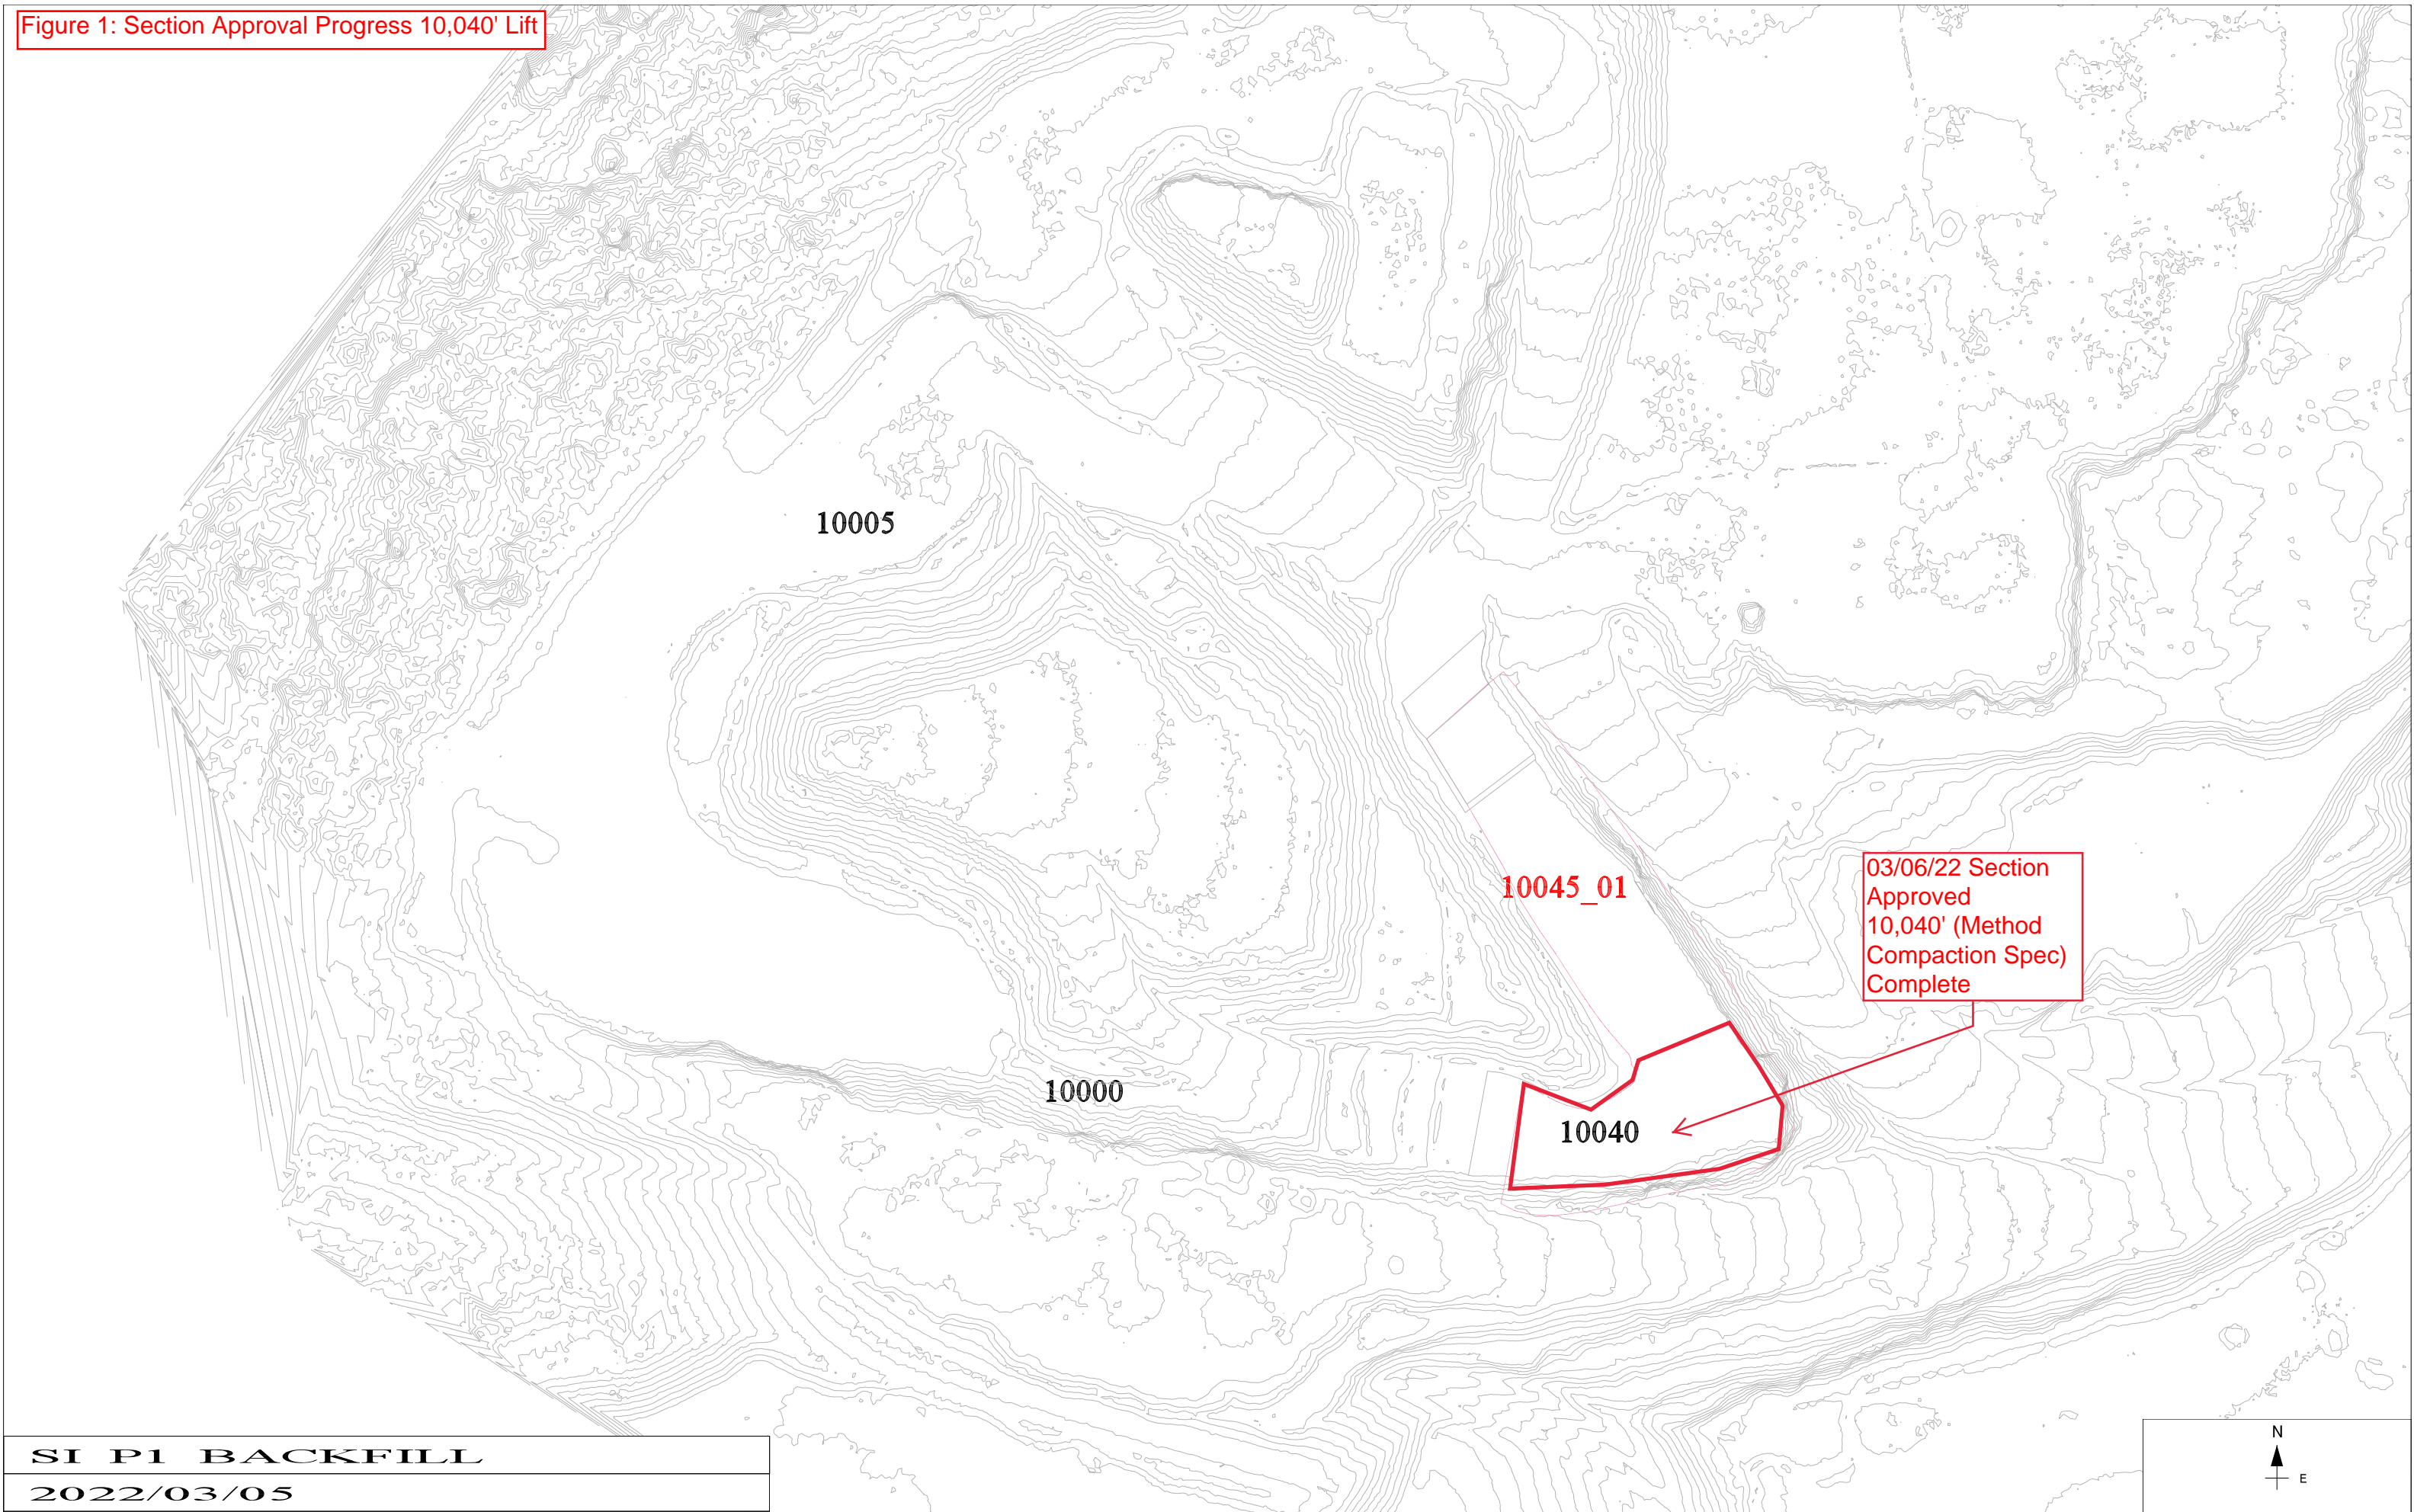 Figure 1: Section Approval Progress 10,040' Lift
10005
10045_01
03/06/22 Section
Approved
10,040' (Method
Compaction Spec)
Complete
10000
10040
SI P1 BACKFILL
2022/03/05
N
E